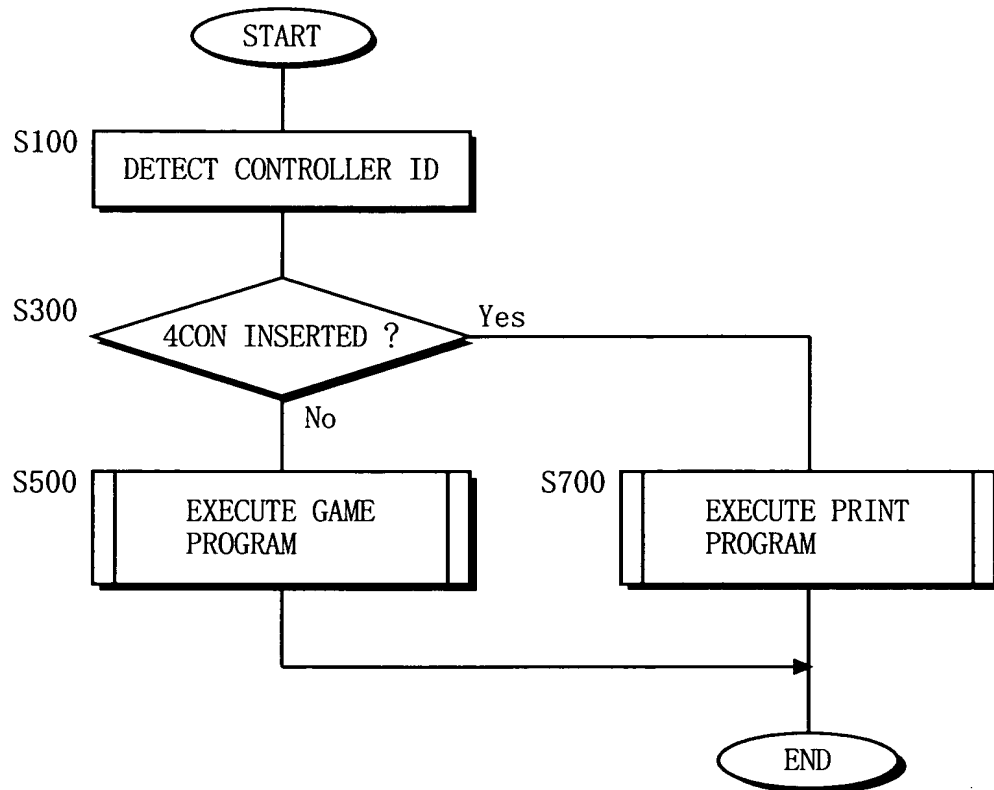 START
S100
DETECT CONTROLLER ID
S300
4CON INSERTED ?
Yes
No
S500
EXECUTE GAME
PROGRAM
S700
EXECUTE PRINT
PROGRAM
END